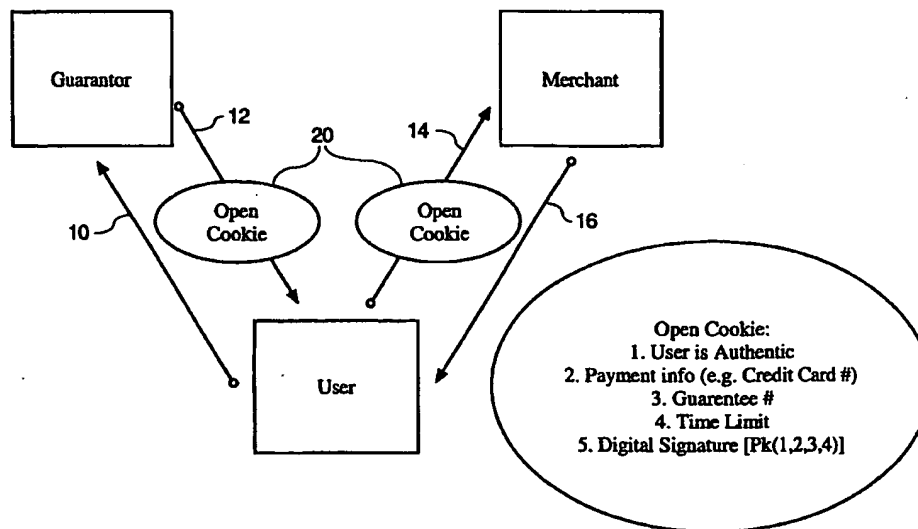 Guarantor
Merchant
12
20
14
Open
Cookie
Open
Cookie
10
16
User
Open Cookie:
1. User is Authentic
2. Payment info (e.g. Credit Card #)
3. Guarentee #
4. Time Limit
5. Digital Signature [Pk(1,2,3,4)]